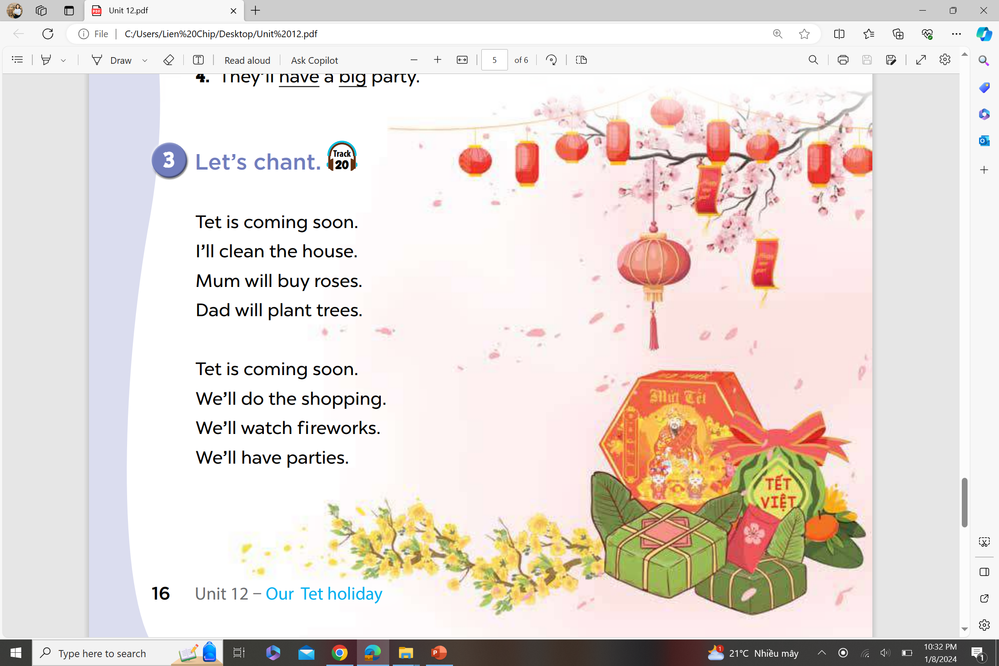 Unit 12.pdf
File
C:/Users/Lien%20Chip/Desktop/Unit%2012.pdf
Draw
Read aloud
Ask Copilot
5 of 6
4. They'll have a big party.
3 Let's chant. Track 20
Tet is coming soon.
I'll clean the house.
Mum will buy roses.
Dad will plant trees.
Tet is coming soon.
We'll do the shopping.
We'll watch fireworks.
We'll have parties.
Mứt Tết
TẾT
VIỆT
16 Unit 12 – Our Tet holiday
Type here to search
21°C Nhiều mây
10:32 PM
1/8/2024